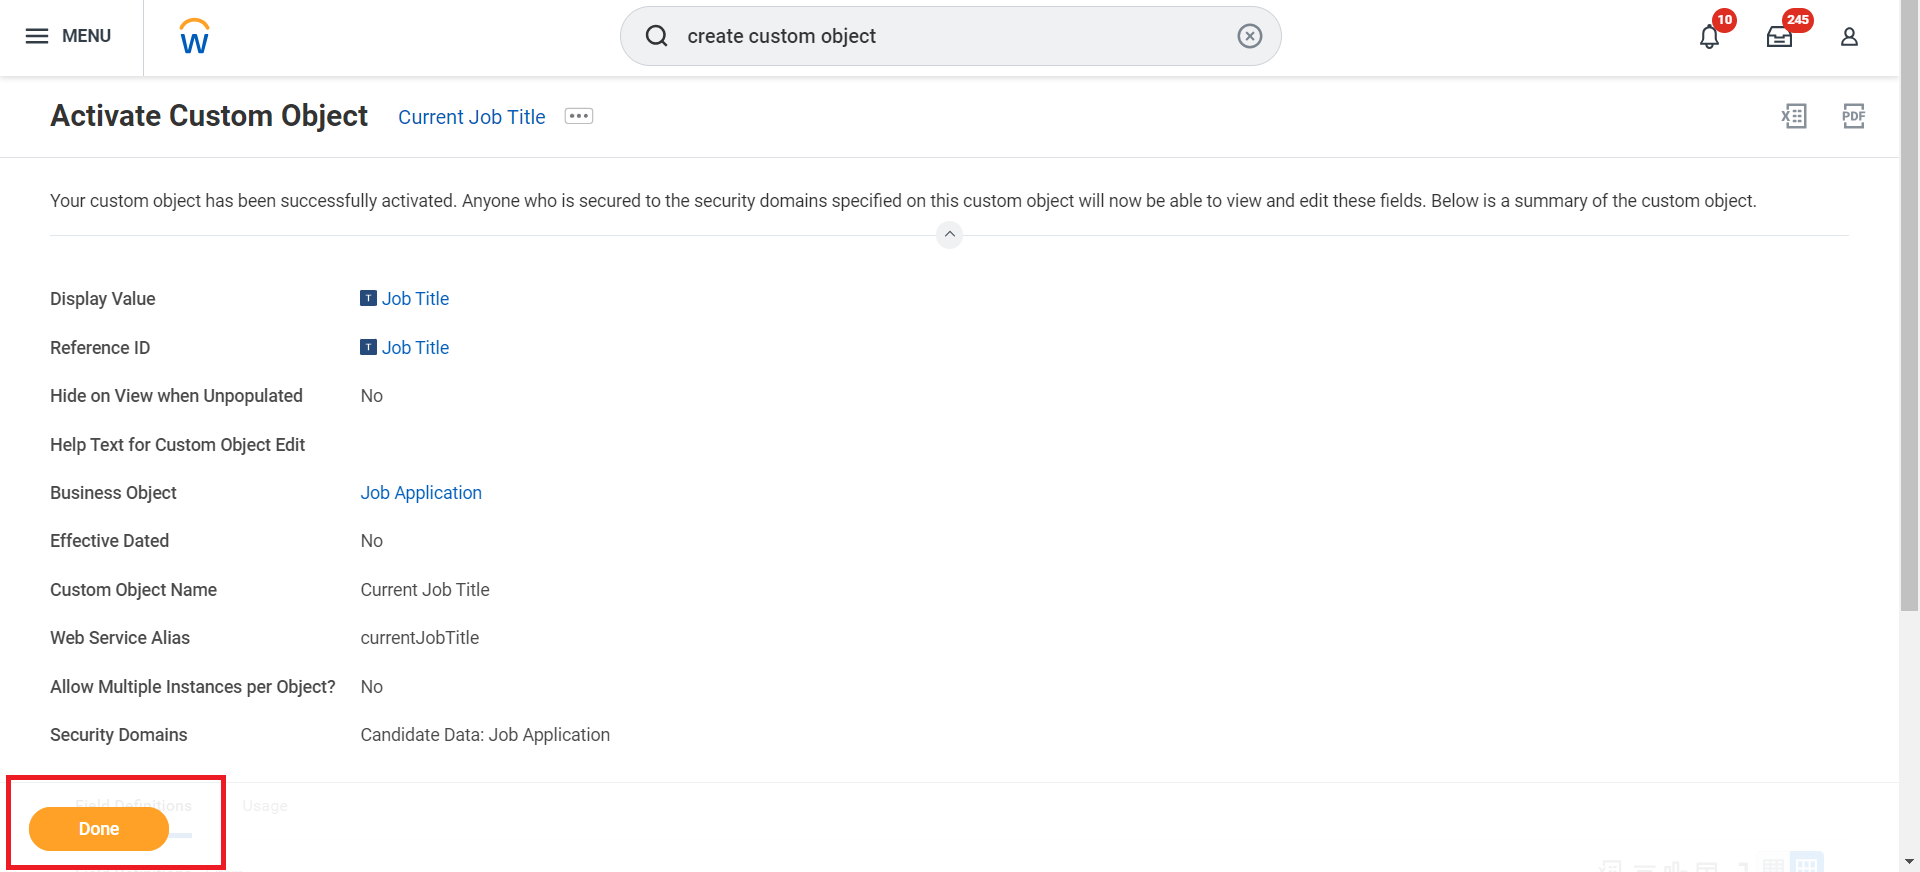 MENU
W
create custom object
10
245
Activate Custom Object
Current Job Title
X
PDF
Your custom object has been successfully activated. Anyone who is secured to the security domains specified on this custom object will now be able to view and edit these fields. Below is a summary of the custom object.
Display Value
T Job Title
Reference ID
T Job Title
Hide on View when Unpopulated
No
Help Text for Custom Object Edit
Business Object
Job Application
Effective Dated
No
Custom Object Name
Current Job Title
Web Service Alias
currentJobTitle
Allow Multiple Instances per Object?
No
Security Domains
Candidate Data: Job Application
Field Definitions
Usage
Done